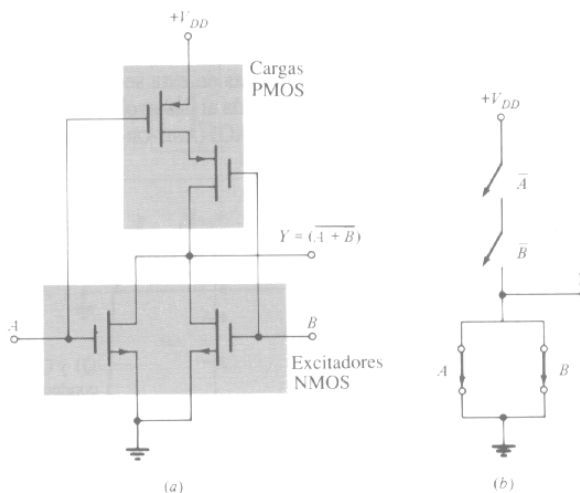 +V_DD
Cargas
PMOS
Y = (A̅ ̅+̅ ̅B̅)
A
B
Excitadores
NMOS
(a)
+V_DD
A̅
B̅
A
B
(b)